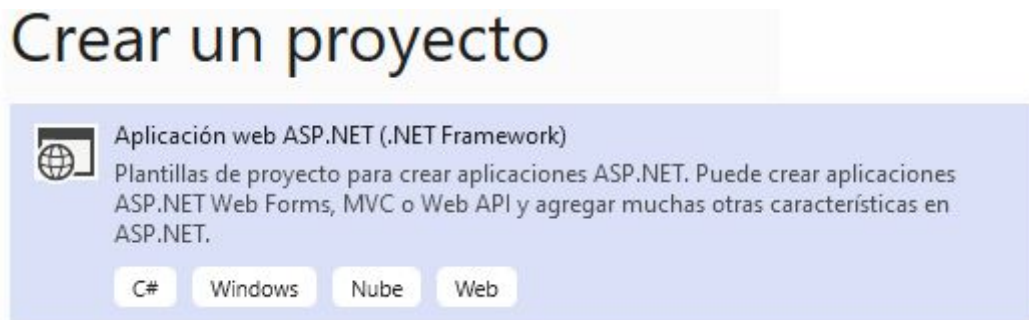 Crear un proyecto
Aplicación web ASP.NET (.NET Framework)
Plantillas de proyecto para crear aplicaciones ASP.NET. Puede crear aplicaciones
ASP.NET Web Forms, MVC o Web API y agregar muchas otras características en
ASP.NET.
C# Windows Nube Web